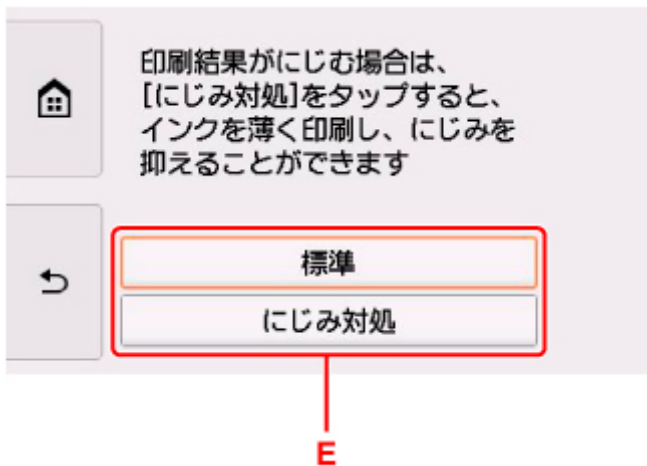 印刷結果がにじむ場合は、
[にじみ対処]をタップすると、
インクを薄く印刷し、にじみを
抑えることができます
標準
にじみ対処
E